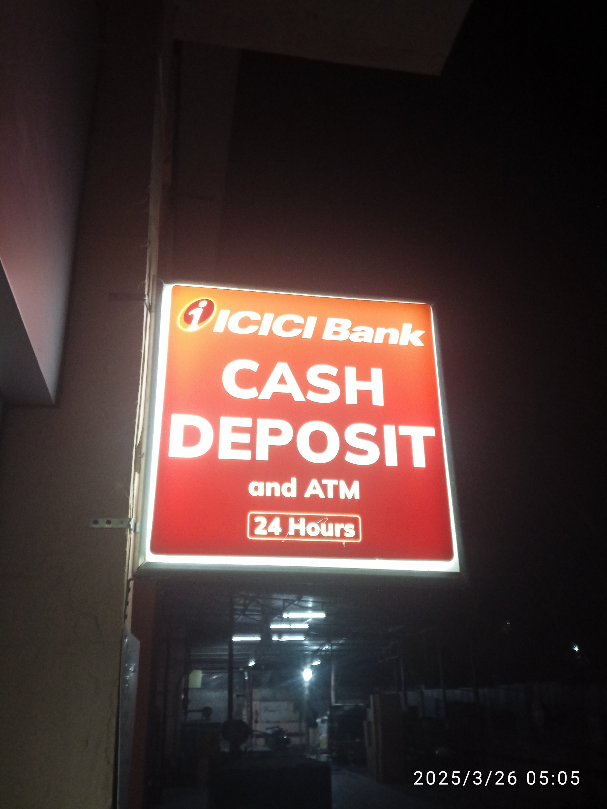 i ICICI Bank
CASH
DEPOSIT
and ATM
24 Hours
2025/3/26 05:05